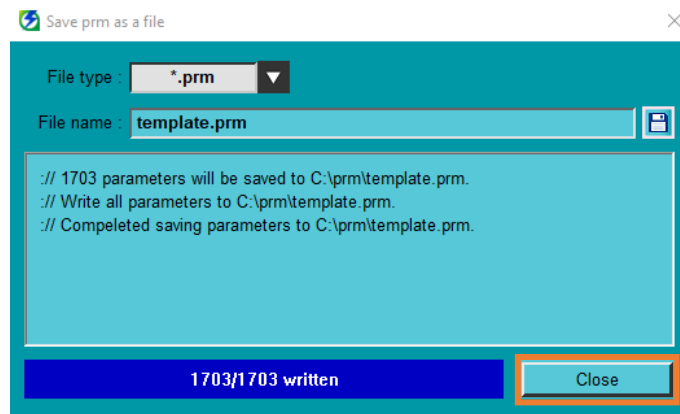 Save prm as a file
File type : *.prm
File name : template.prm
:// 1703 parameters will be saved to C:\prm\template.prm.
:// Write all parameters to C:\prm\template.prm.
:// Compeleted saving parameters to C:\prm\template.prm.
1703/1703 written
Close